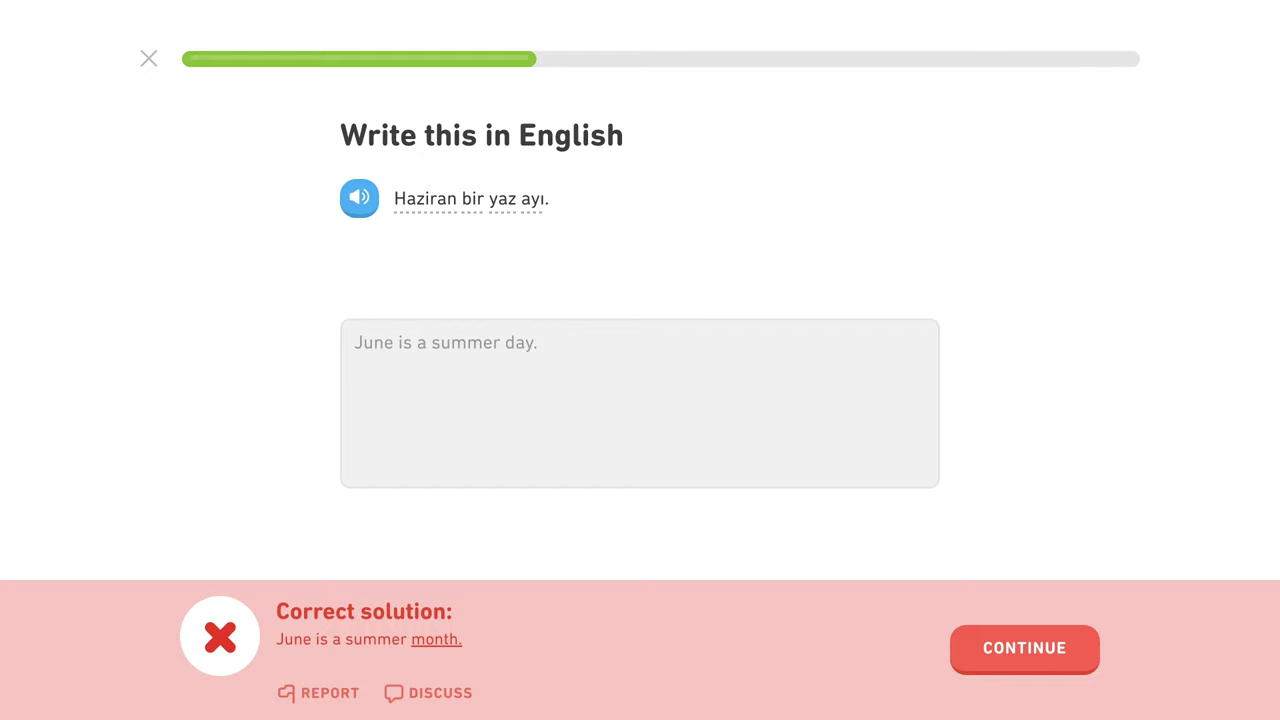 Write this in English
Haziran bir yaz ayı.
June is a summer day.
Correct solution:
June is a summer month.
REPORT DISCUSS
CONTINUE